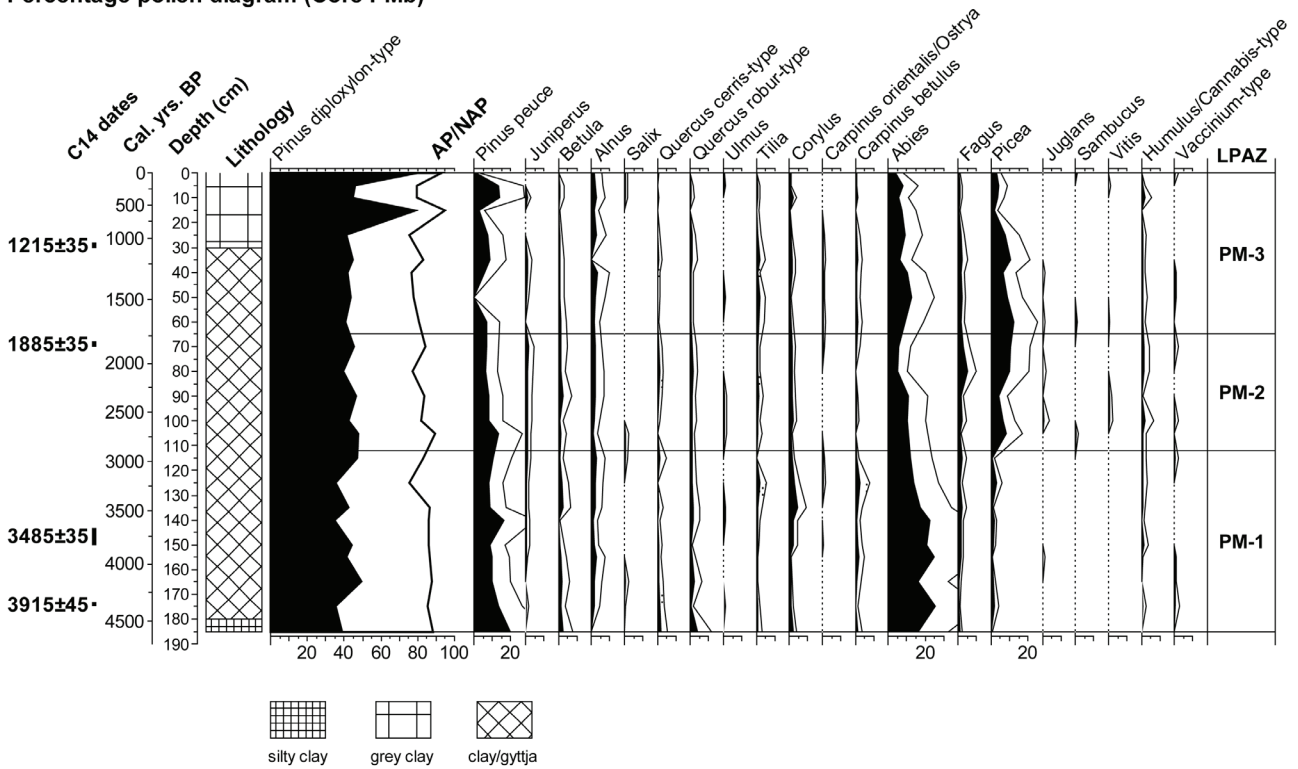 Percentage pollen diagram (Core PMb)
C14 dates
Cal. yrs. BP
Depth (cm)
Lithology
Pinus diploxylon-type
AP/NAP
Pinus peuce
Juniperus
Betula
Alnus
Salix
Quercus cerris-type
Quercus robur-type
Ulmus
Tilia
Corylus
Carpinus orientalis/Ostrya
Carpinus betulus
Abies
Fagus
Picea
Juglans
Sambucus
Vitis
Humulus/Cannabis-type
Vaccinium-type
LPAZ
1215±35
1885±35
3485±35
3915±45
0
500
1000
1500
2000
2500
3000
3500
4000
4500
0
10
20
30
40
50
60
70
80
90
100
110
120
130
140
150
160
170
180
190
PM-3
PM-2
PM-1
20 40 60 80 100 20 20 20
silty clay grey clay clay/gyttja